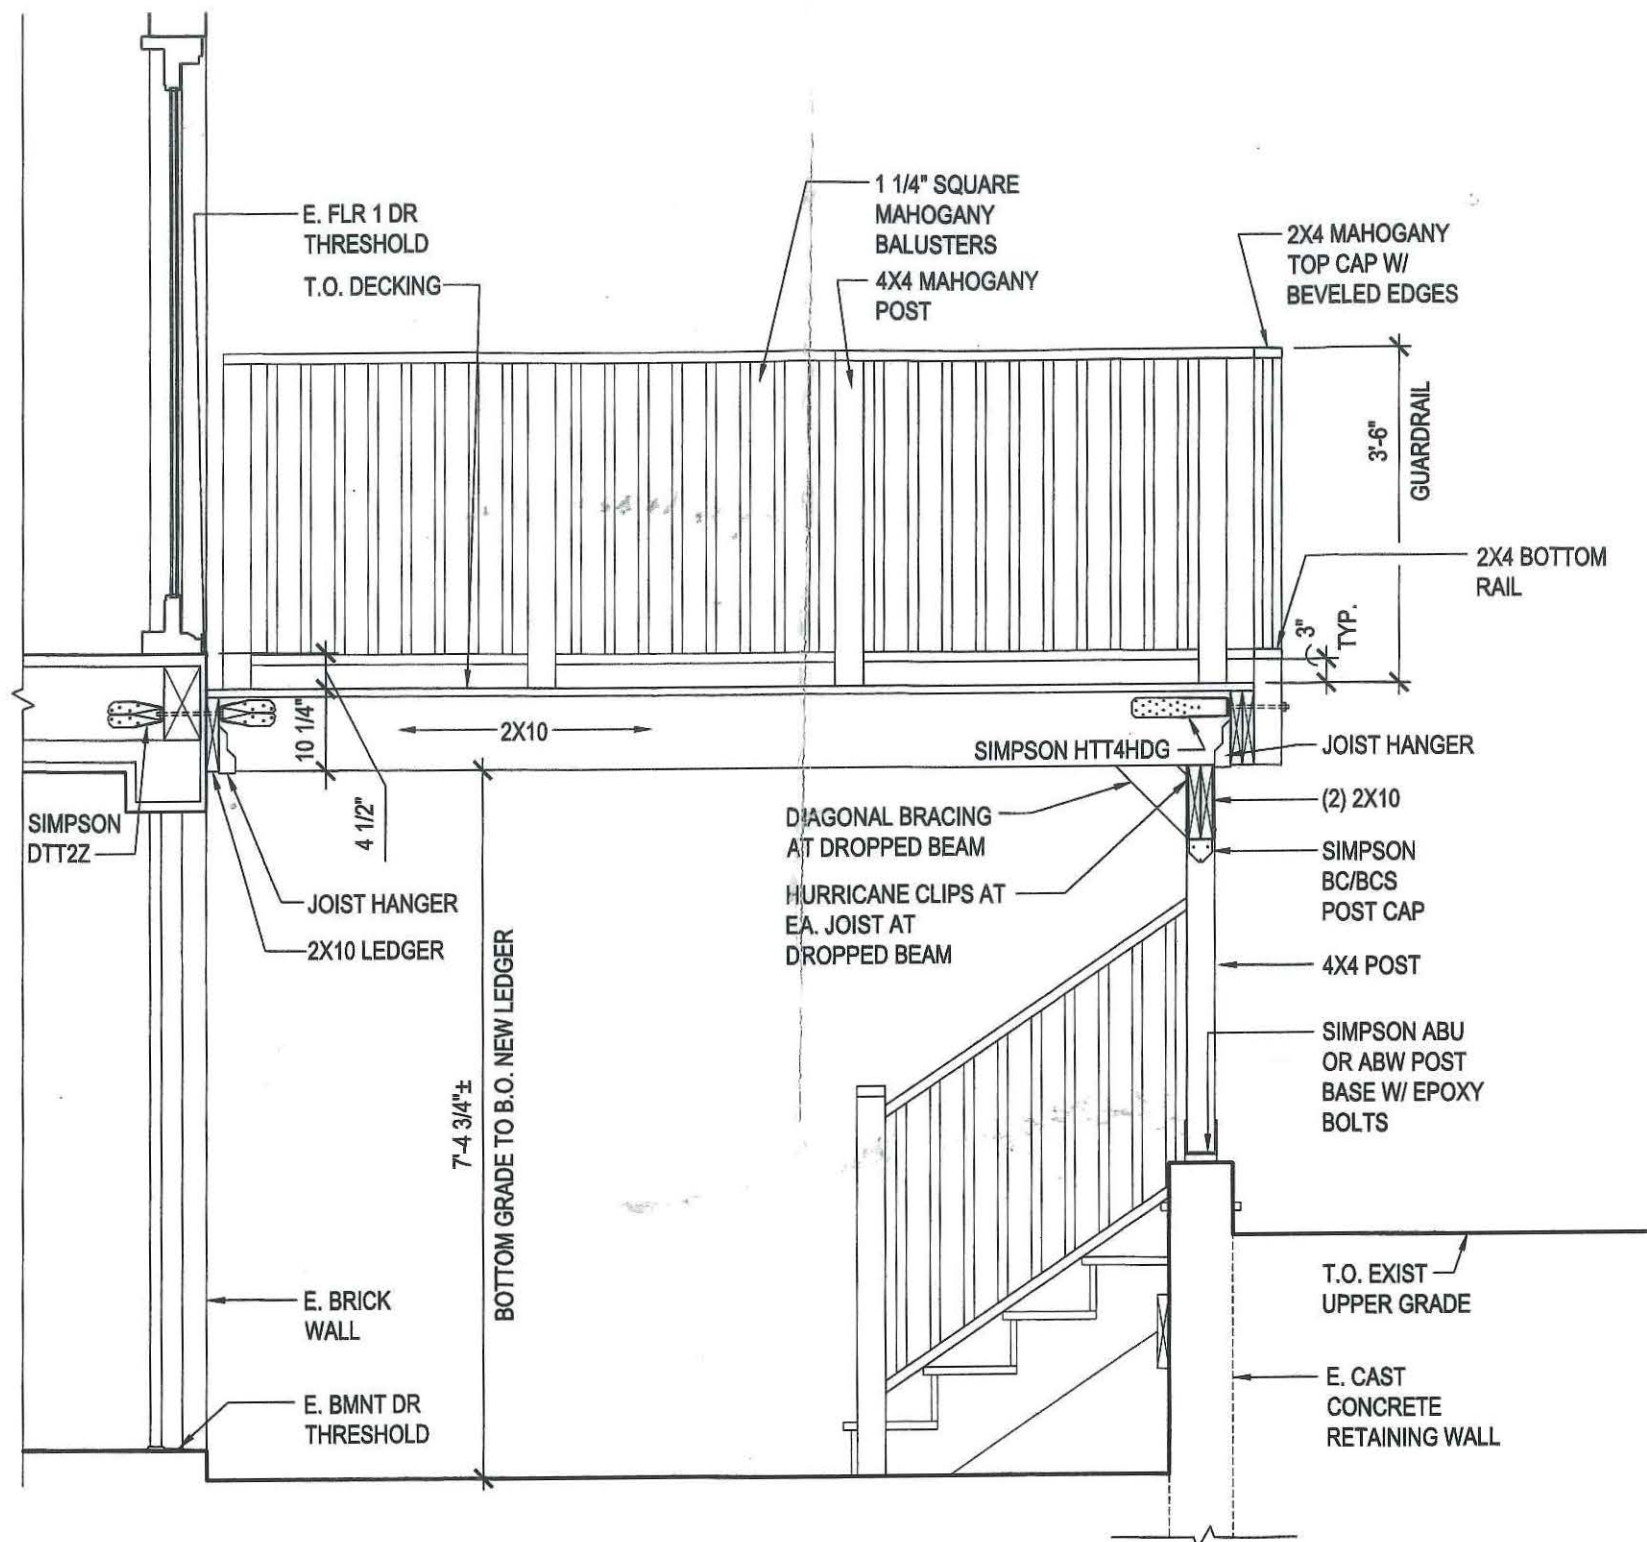 E. FLR 1 DR
THRESHOLD
T.O. DECKING
1 1/4" SQUARE
MAHOGANY
BALUSTERS
4X4 MAHOGANY
POST
2X4 MAHOGANY
TOP CAP W/
BEVELED EDGES
3'-6"
GUARDRAIL
2X4 BOTTOM
RAIL
3"
TYP.
10 1/4"
4 1/2"
2X10
SIMPSON HTT4HDG
JOIST HANGER
SIMPSON
DTT2Z
JOIST HANGER
2X10 LEDGER
DIAGONAL BRACING
AT DROPPED BEAM
HURRICANE CLIPS AT
EA. JOIST AT
DROPPED BEAM
(2) 2X10
SIMPSON
BC/BCS
POST CAP
4X4 POST
SIMPSON ABU
OR ABW POST
BASE W/ EPOXY
BOLTS
7'-4 3/4"±
BOTTOM GRADE TO B.O. NEW LEDGER
E. BRICK
WALL
E. BMNT DR
THRESHOLD
T.O. EXIST
UPPER GRADE
E. CAST
CONCRETE
RETAINING WALL